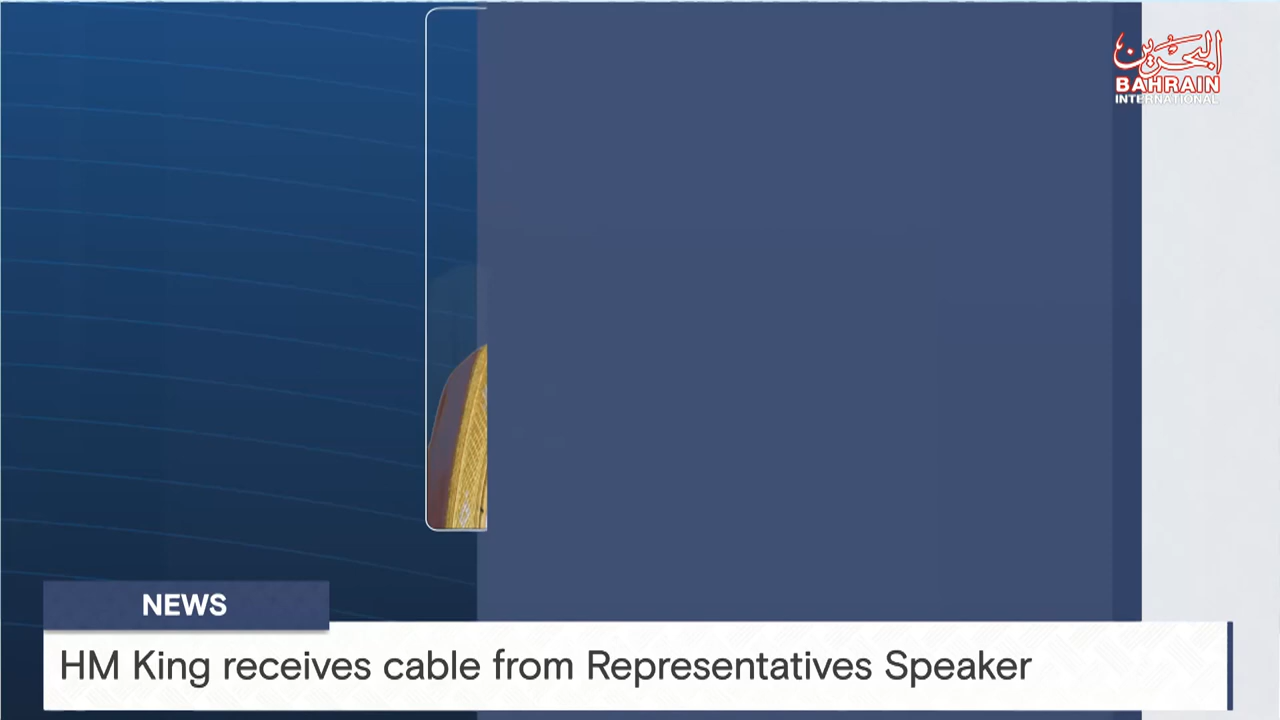 البحرين
BAHRAIN
INTERNATIONAL
NEWS
HM King receives cable from Representatives Speaker